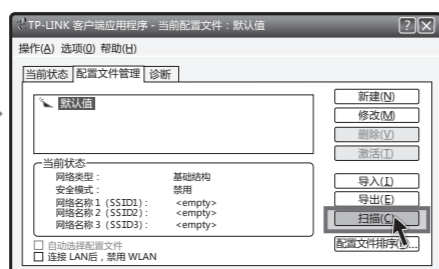 TP-LINK 客户端应用程序 - 当前配置文件：默认值
操作(A) 选项(O) 帮助(H)
当前状态 配置文件管理 诊断
默认值
新建(N)
修改(M)
删除(V)
激活(T)
当前状态
网络类型： 基础结构
安全模式： 禁用
网络名称 1 (SSID1)： <empty>
网络名称 2 (SSID2)： <empty>
网络名称 3 (SSID3)： <empty>
导入(I)
导出(E)
扫描(C)
自动选择配置文件
连接 LAN后，禁用 WLAN
配置文件排序